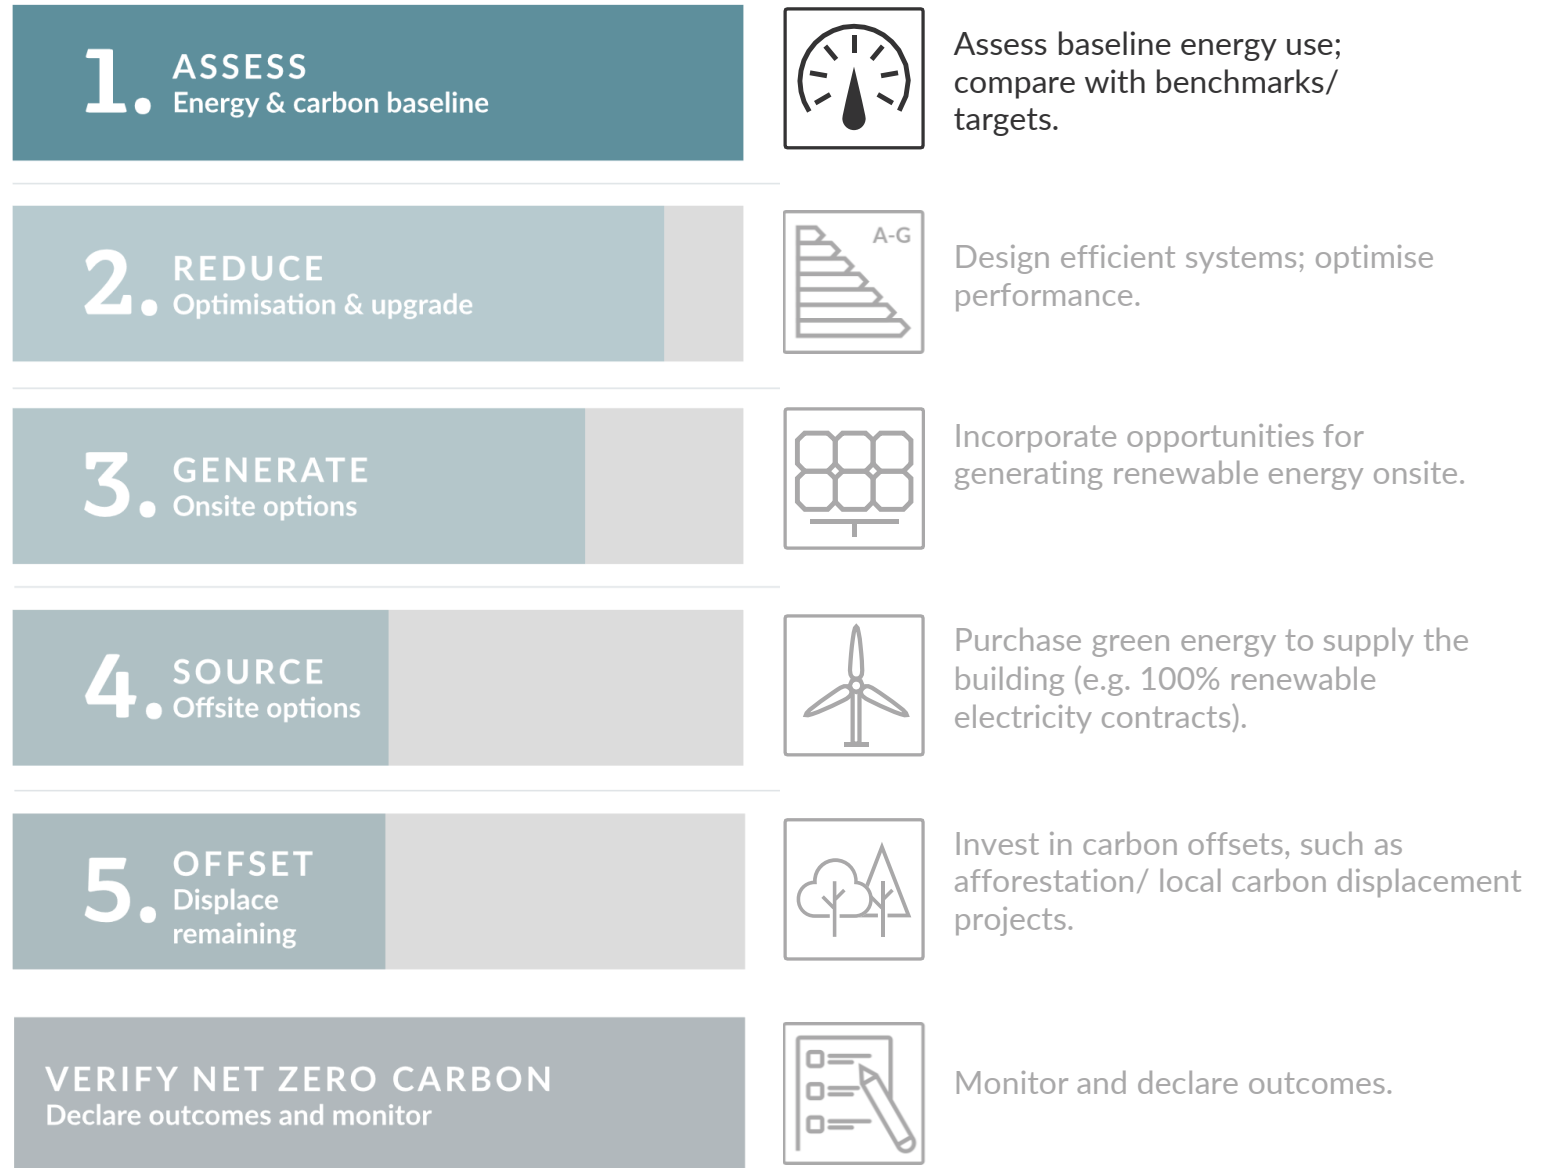 1. ASSESS
Energy & carbon baseline
Assess baseline energy use;
compare with benchmarks/
targets.
2. REDUCE
Optimisation & upgrade
A-G
Design efficient systems; optimise
performance.
3. GENERATE
Onsite options
Incorporate opportunities for
generating renewable energy onsite.
4. SOURCE
Offsite options
Purchase green energy to supply the
building (e.g. 100% renewable
electricity contracts).
5. OFFSET
Displace
remaining
Invest in carbon offsets, such as
afforestation/ local carbon displacement
projects.
VERIFY NET ZERO CARBON
Declare outcomes and monitor
Monitor and declare outcomes.